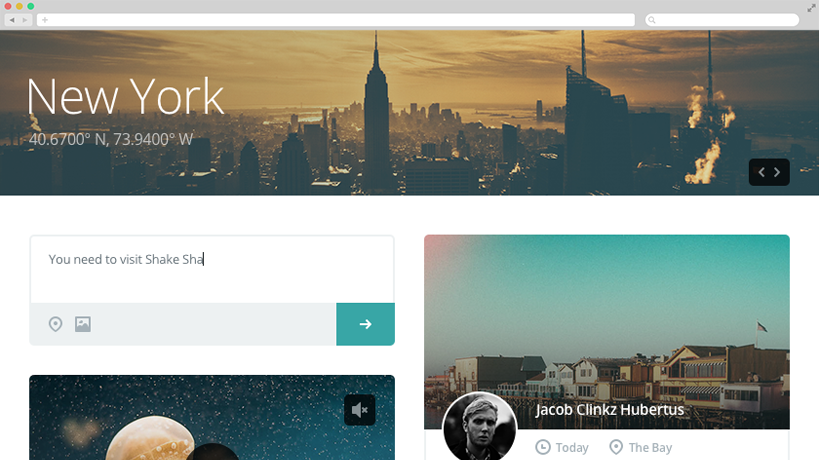 New York
40.6700° N, 73.9400° W
You need to visit Shake Sha
Jacob Clinkz Hubertus
Today
The Bay